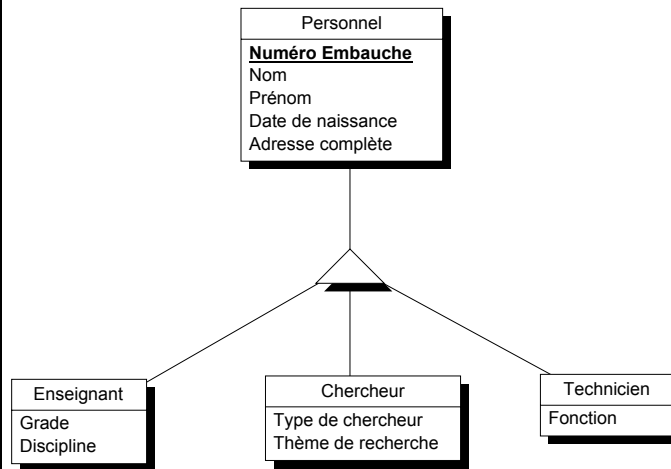 Personnel
Numéro Embauche
Nom
Prénom
Date de naissance
Adresse complète
Enseignant
Grade
Discipline
Chercheur
Type de chercheur
Thème de recherche
Technicien
Fonction